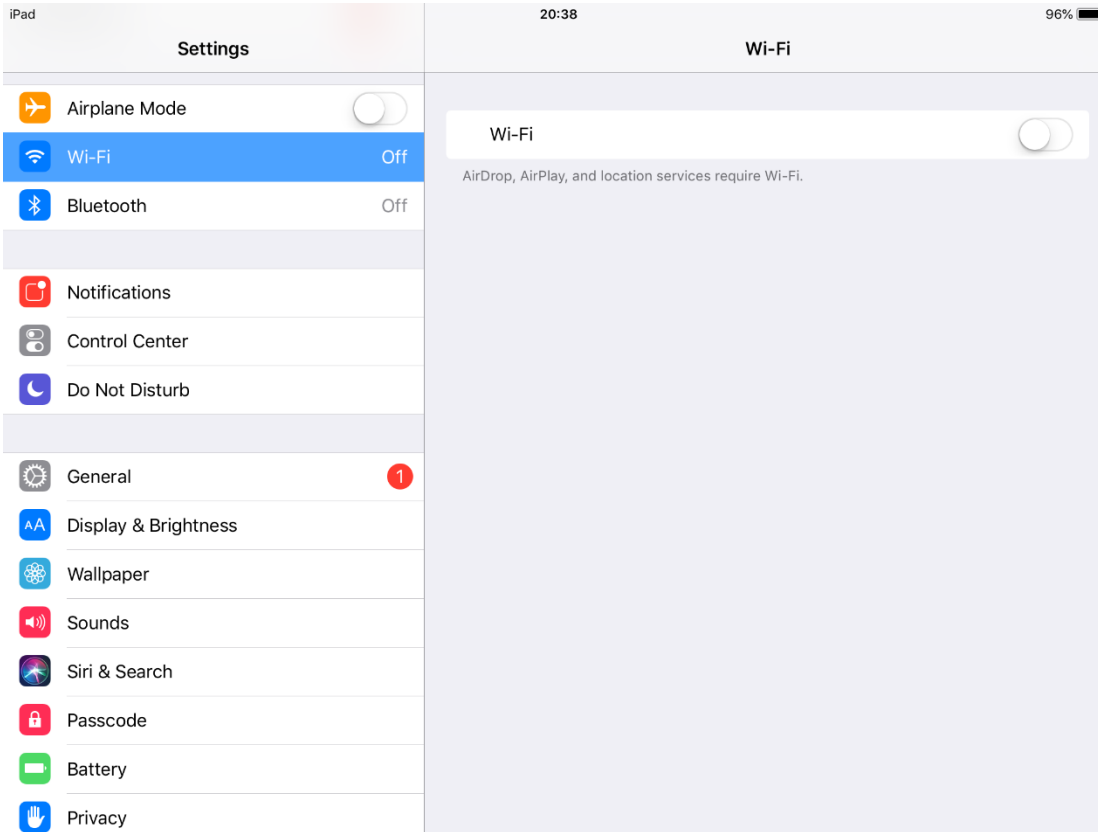 iPad 20:38 96%
Settings
Wi-Fi
Airplane Mode
Wi-Fi Off
Bluetooth Off
Notifications
Control Center
Do Not Disturb
General 1
AA Display & Brightness
Wallpaper
Sounds
Siri & Search
Passcode
Battery
Privacy
Wi-Fi
AirDrop, AirPlay, and location services require Wi-Fi.